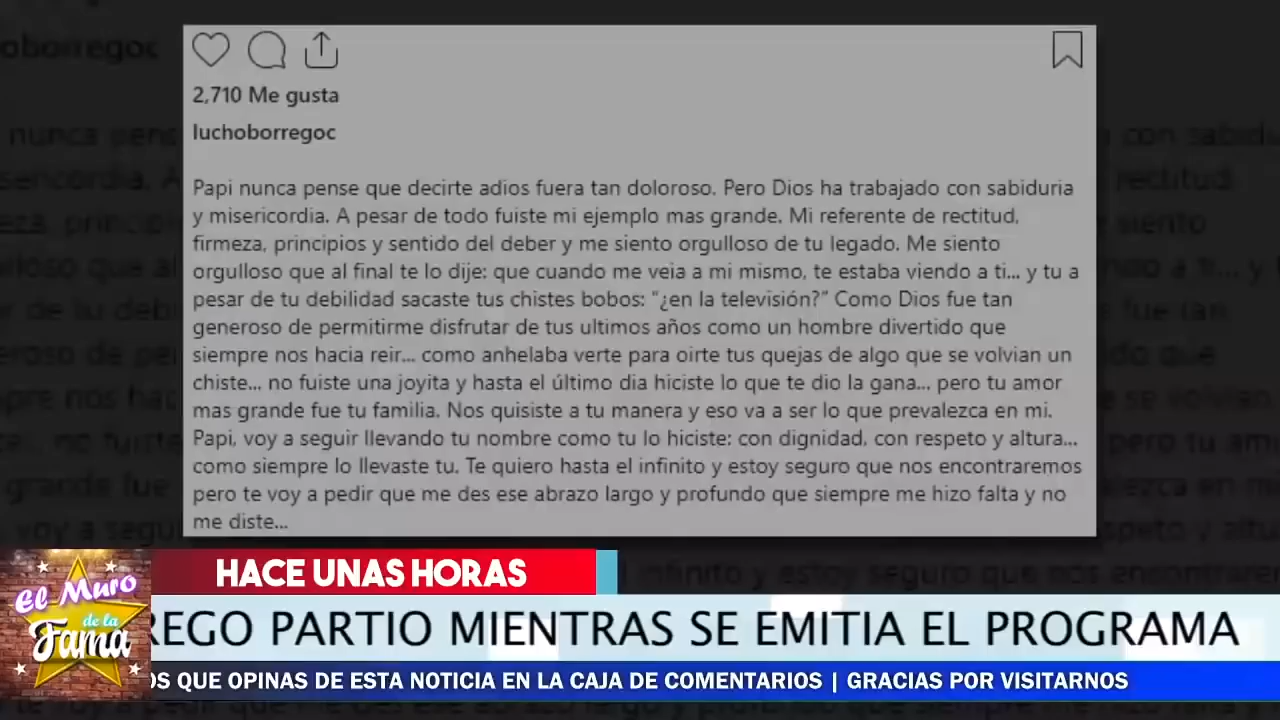 2,710 Me gusta
luchoborregoc
Papi nunca pense que decirte adios fuera tan doloroso. Pero Dios ha trabajado con sabiduria
y misericordia. A pesar de todo fuiste mi ejemplo mas grande. Mi referente de rectitud,
firmeza, principios y sentido del deber y me siento orgulloso de tu legado. Me siento
orgulloso que al final te lo dije: que cuando me veia a mi mismo, te estaba viendo a ti... y tu a
pesar de tu debilidad sacaste tus chistes bobos: "¿en la televisión?" Como Dios fue tan
generoso de permitirme disfrutar de tus ultimos años como un hombre divertido que
siempre nos hacia reir... como anhelaba verte para oirte tus quejas de algo que se volvian un
chiste... no fuiste una joyita y hasta el último dia hiciste lo que te dio la gana... pero tu amor
mas grande fue tu familia. Nos quisiste a tu manera y eso va a ser lo que prevalezca en mi.
Papi, voy a seguir llevando tu nombre como tu lo hiciste: con dignidad, con respeto y altura...
como siempre lo llevaste tu. Te quiero hasta el infinito y estoy seguro que nos encontraremos
pero te voy a pedir que me des ese abrazo largo y profundo que siempre me hizo falta y no
me diste...
HACE UNAS HORAS
REGO PARTIO MIENTRAS SE EMITIA EL PROGRAMA
OS QUE OPINAS DE ESTA NOTICIA EN LA CAJA DE COMENTARIOS | GRACIAS POR VISITARNOS
El Muro
de la
Fama